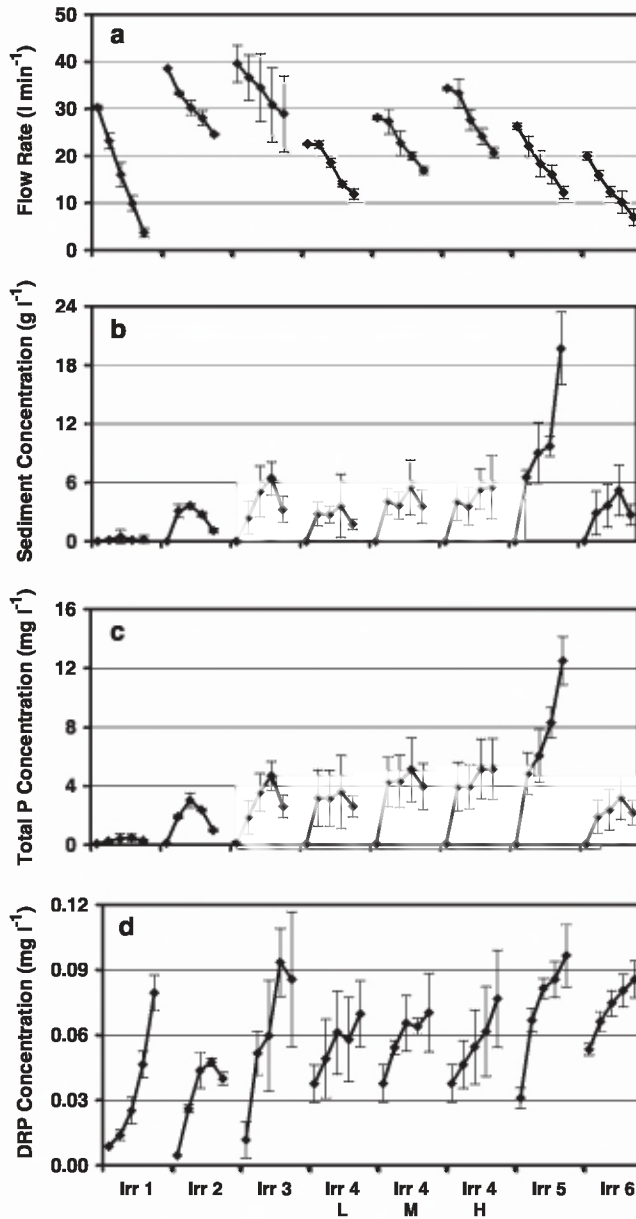 a
Flow Rate (l min⁻¹)
50
40
30
20
10
0
b
Sediment Concentration (g l⁻¹)
24
18
12
6
0
c
Total P Concentration (mg l⁻¹)
16
12
8
4
0
d
DRP Concentration (mg l⁻¹)
0.12
0.09
0.06
0.03
0.00
Irr 1 Irr 2 Irr 3 Irr 4 Irr 4 Irr 4 Irr 5 Irr 6
L M H